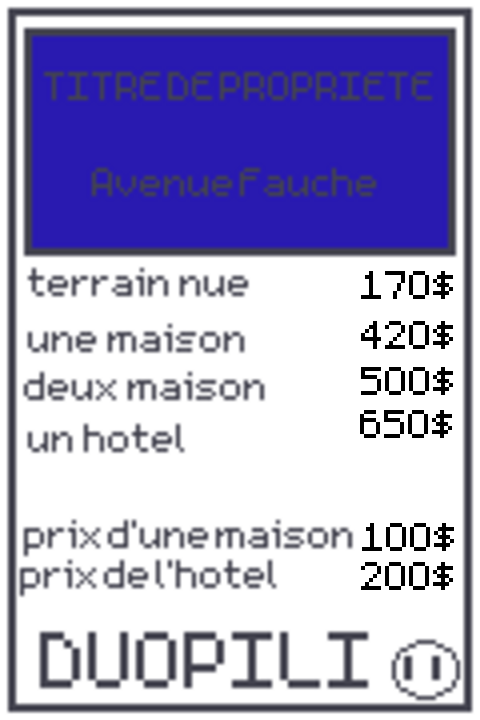 TITRE DE PROPRIETE
Avenue Fauche
terrain nue 170$
une maison 420$
deux maison 500$
un hotel 650$
prix d'une maison 100$
prix de l'hotel 200$
DUOPILI